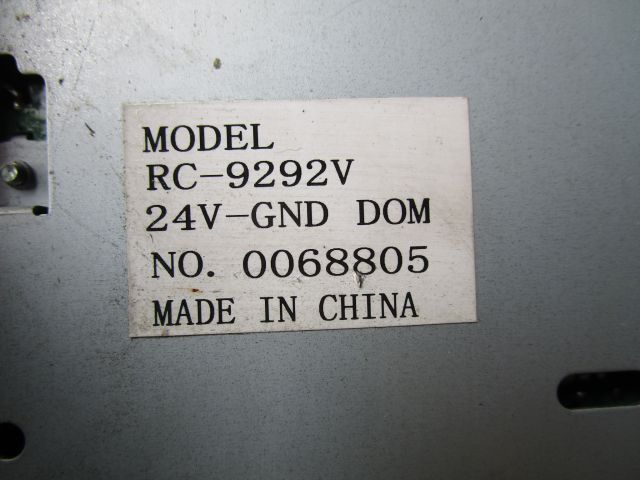 MODEL
RC-9292V
24V-GND DOM
NO. 0068805
MADE IN CHINA